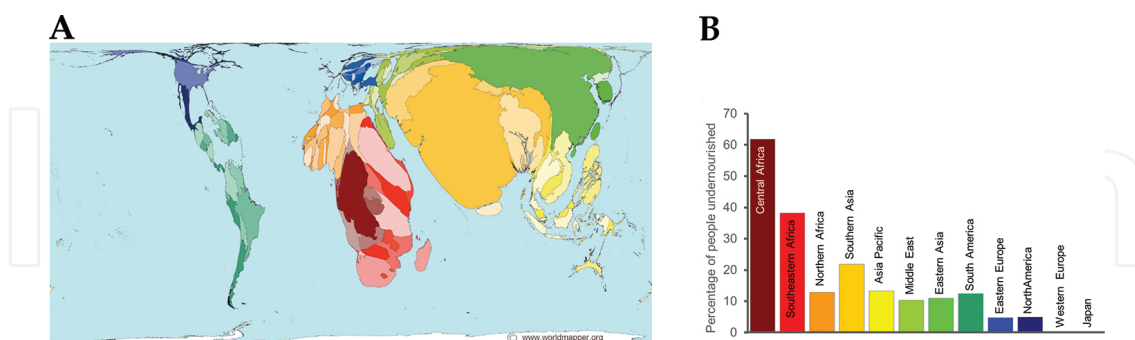 A
© www.worldmapper.org
B
Percentage of people undernourished
70
60
50
40
30
20
10
0
Central Africa
Southeastern Africa
Northern Africa
Southern Asia
Asia Pacific
Middle East
Eastern Asia
South America
Eastern Europe
NorthAmerica
Western Europe
Japan